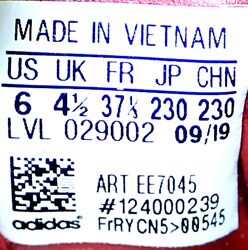 MADE IN VIETNAM
US UK FR JP CHN
6 4½ 37⅓ 230 230
LVL 029002 09/19
ART EE7045
#124000239
adidas FrRYCN5>00545